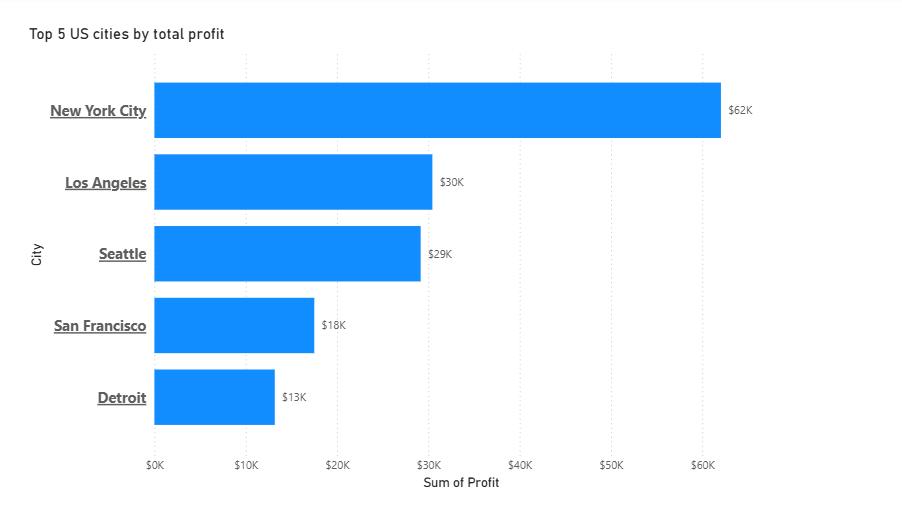 Top 5 US cities by total profit
City
New York City $62K
Los Angeles $30K
Seattle $29K
San Francisco $18K
Detroit $13K
$0K $10K $20K $30K $40K $50K $60K
Sum of Profit